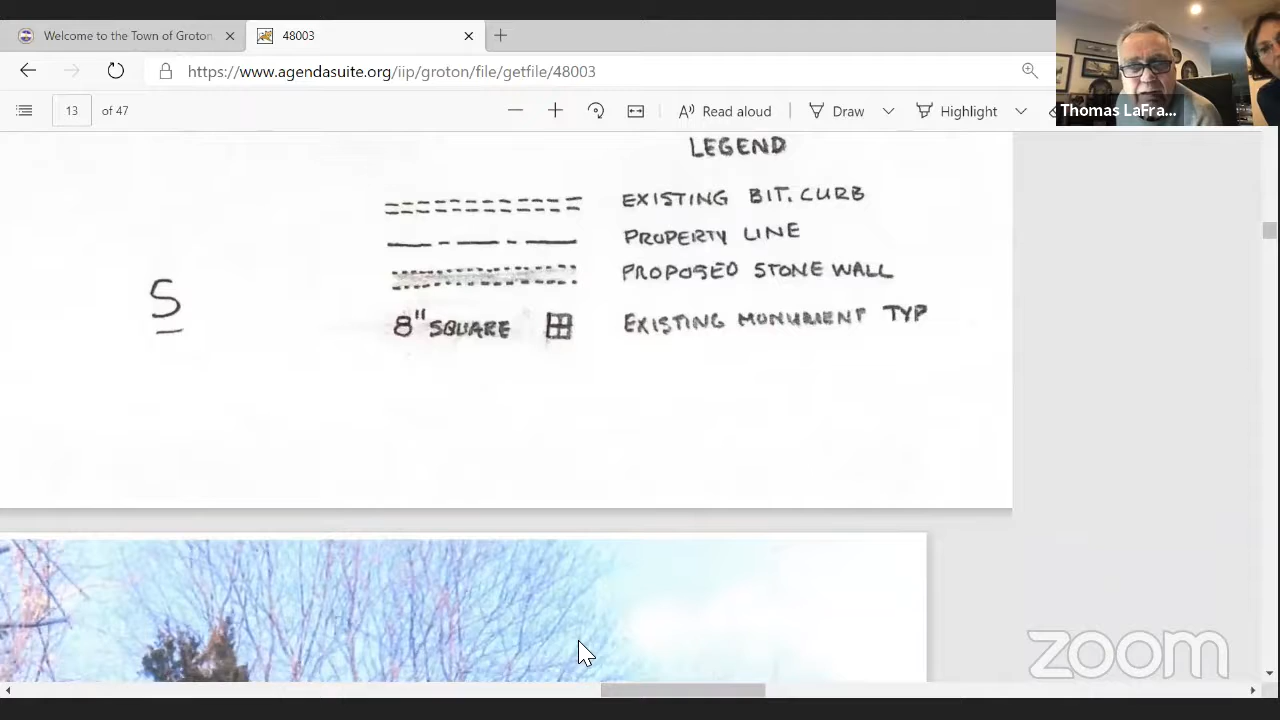 Welcome to the Town of Groton
48003
https://www.agendasuite.org/iip/groton/file/getfile/48003
13 of 47
Read aloud
Draw
Highlight
Thomas LaFra...
LEGEND
EXISTING BIT. CURB
PROPERTY LINE
PROPOSED STONE WALL
S
8" SQUARE EXISTING MONUMENT TYP
zoom